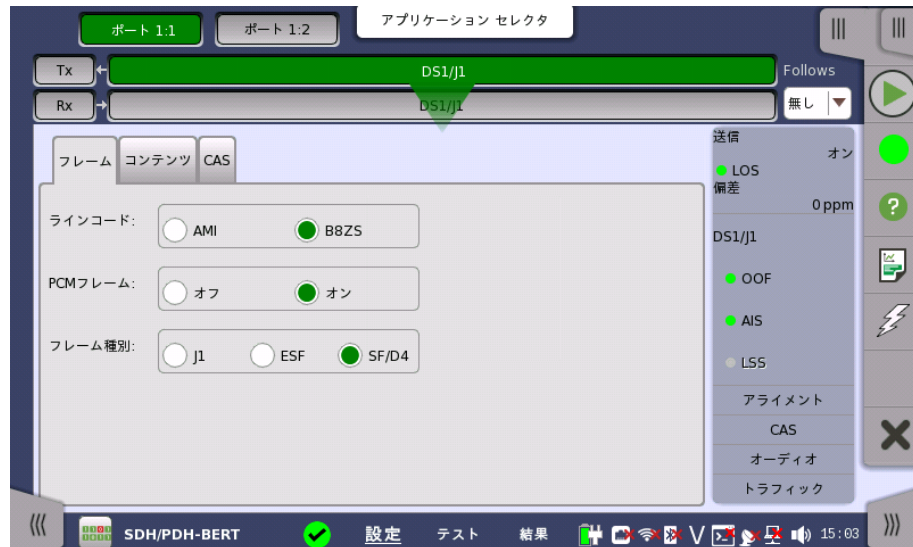 ポート 1:1
ポート 1:2
アプリケーション セレクタ
Tx
DS1/J1
Follows
Rx
DS1/J1
無し
フレーム
コンテンツ
CAS
ラインコード:
AMI
B8ZS
PCMフレーム:
オフ
オン
フレーム種別:
J1
ESF
SF/D4
送信
オン
LOS
偏差
0 ppm
DS1/J1
OOF
AIS
LSS
アライメント
CAS
オーディオ
トラフィック
SDH/PDH-BERT
設定
テスト
結果
15:03